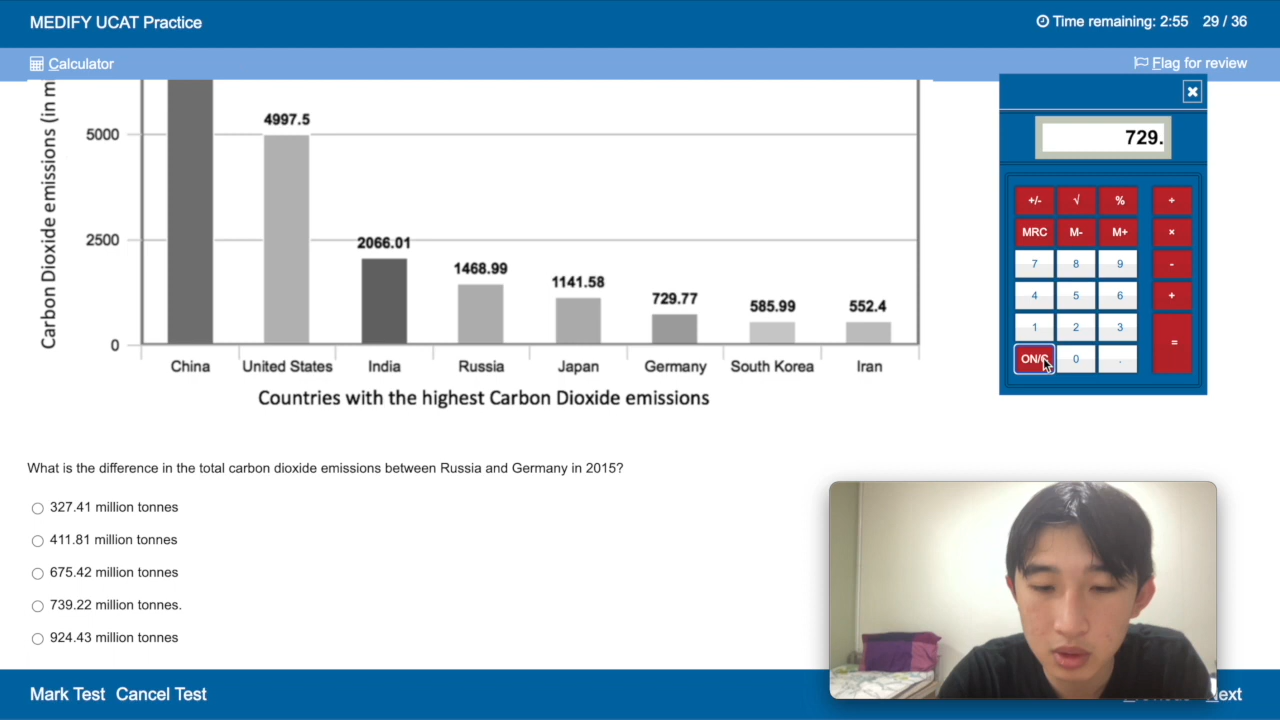 MEDIFY UCAT Practice
Time remaining: 2:55 29 / 36
Calculator
Flag for review
Carbon Dioxide emissions (in m
5000
2500
0
4997.5
2066.01
1468.99
1141.58
729.77
585.99
552.4
China United States India Russia Japan Germany South Korea Iran
Countries with the highest Carbon Dioxide emissions
729.
+/- √ % ÷
MRC M- M+ ×
7 8 9 -
4 5 6 +
1 2 3 =
ON/C 0 .
What is the difference in the total carbon dioxide emissions between Russia and Germany in 2015?
327.41 million tonnes
411.81 million tonnes
675.42 million tonnes
739.22 million tonnes.
924.43 million tonnes
Mark Test Cancel Test